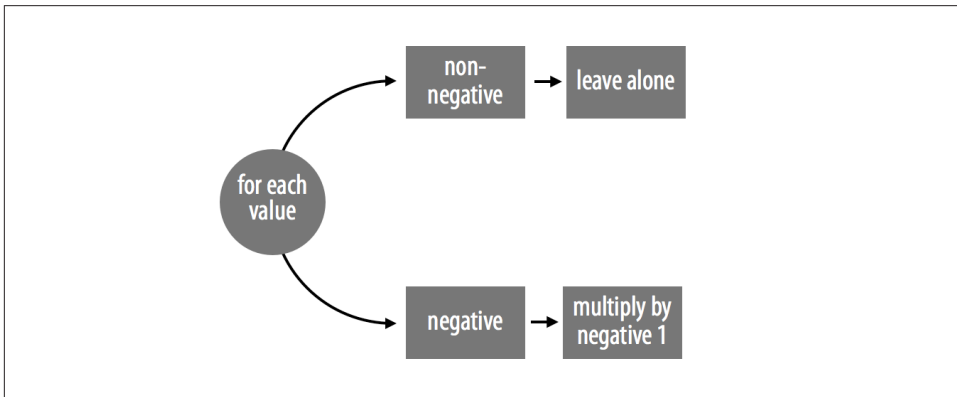 non-
negative
leave alone
for each
value
negative
multiply by
negative 1